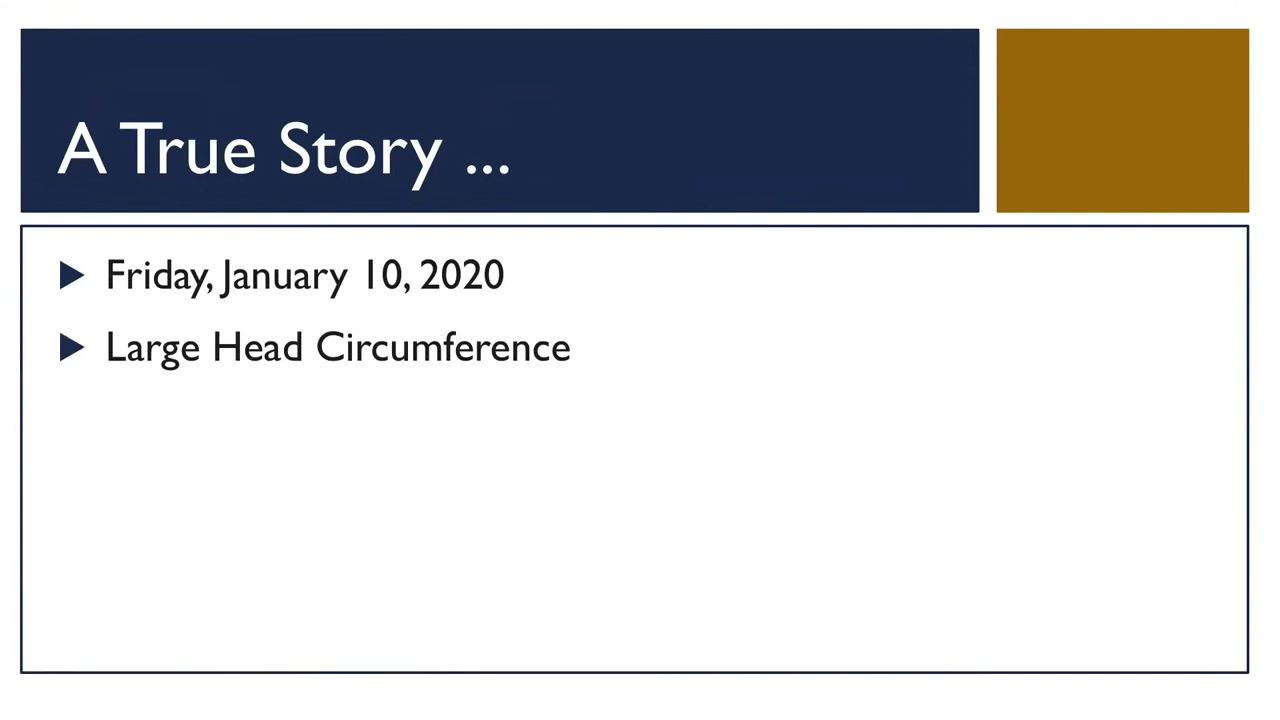 A True Story ...
Friday, January 10, 2020
Large Head Circumference